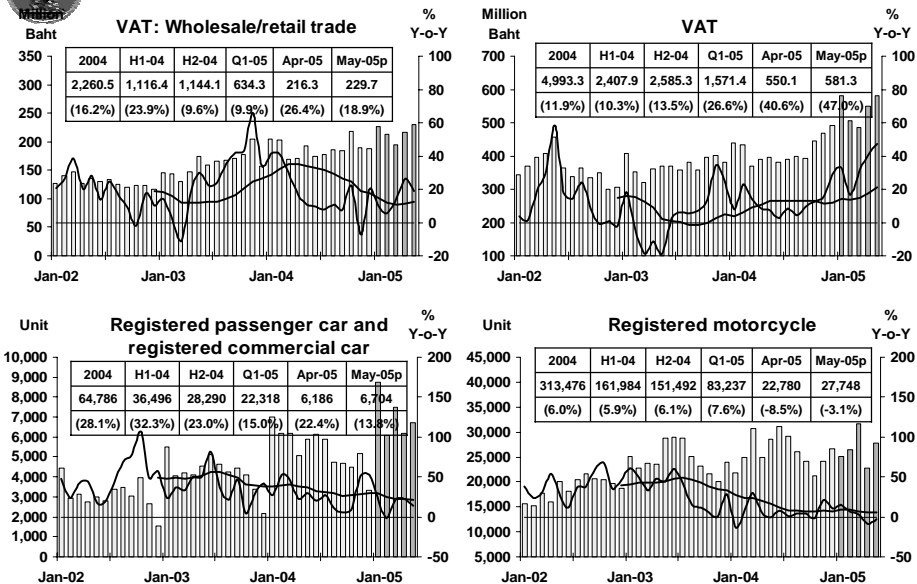 Million
Baht
VAT: Wholesale/retail trade
%
Y-o-Y
350
300
250
200
150
100
50
0
100
80
60
40
20
0
-20
2004 H1-04 H2-04 Q1-05 Apr-05 May-05p
2,260.5 1,116.4 1,144.1 634.3 216.3 229.7
(16.2%) (23.9%) (9.6%) (9.9%) (26.4%) (18.9%)
Jan-02 Jan-03 Jan-04 Jan-05
Million
Baht
VAT
%
Y-o-Y
700
600
500
400
300
200
100
100
80
60
40
20
0
-20
2004 H1-04 H2-04 Q1-05 Apr-05 May-05p
4,993.3 2,407.9 2,585.3 1,571.4 550.1 581.3
(11.9%) (10.3%) (13.5%) (26.6%) (40.6%) (47.0%)
Jan-02 Jan-03 Jan-04 Jan-05
Unit
Registered passenger car and
registered commercial car
%
Y-o-Y
10,000
9,000
8,000
7,000
6,000
5,000
4,000
3,000
2,000
1,000
0
200
150
100
50
0
-50
2004 H1-04 H2-04 Q1-05 Apr-05 May-05p
64,786 36,496 28,290 22,318 6,186 6,704
(28.1%) (32.3%) (23.0%) (15.0%) (22.4%) (13.8%)
Jan-02 Jan-03 Jan-04 Jan-05
Unit
Registered motorcycle
%
Y-o-Y
45,000
40,000
35,000
30,000
25,000
20,000
15,000
10,000
5,000
200
150
100
50
0
-50
2004 H1-04 H2-04 Q1-05 Apr-05 May-05p
313,476 161,984 151,492 83,237 22,780 27,748
(6.0%) (5.9%) (6.1%) (7.6%) (-8.5%) (-3.1%)
Jan-02 Jan-03 Jan-04 Jan-05